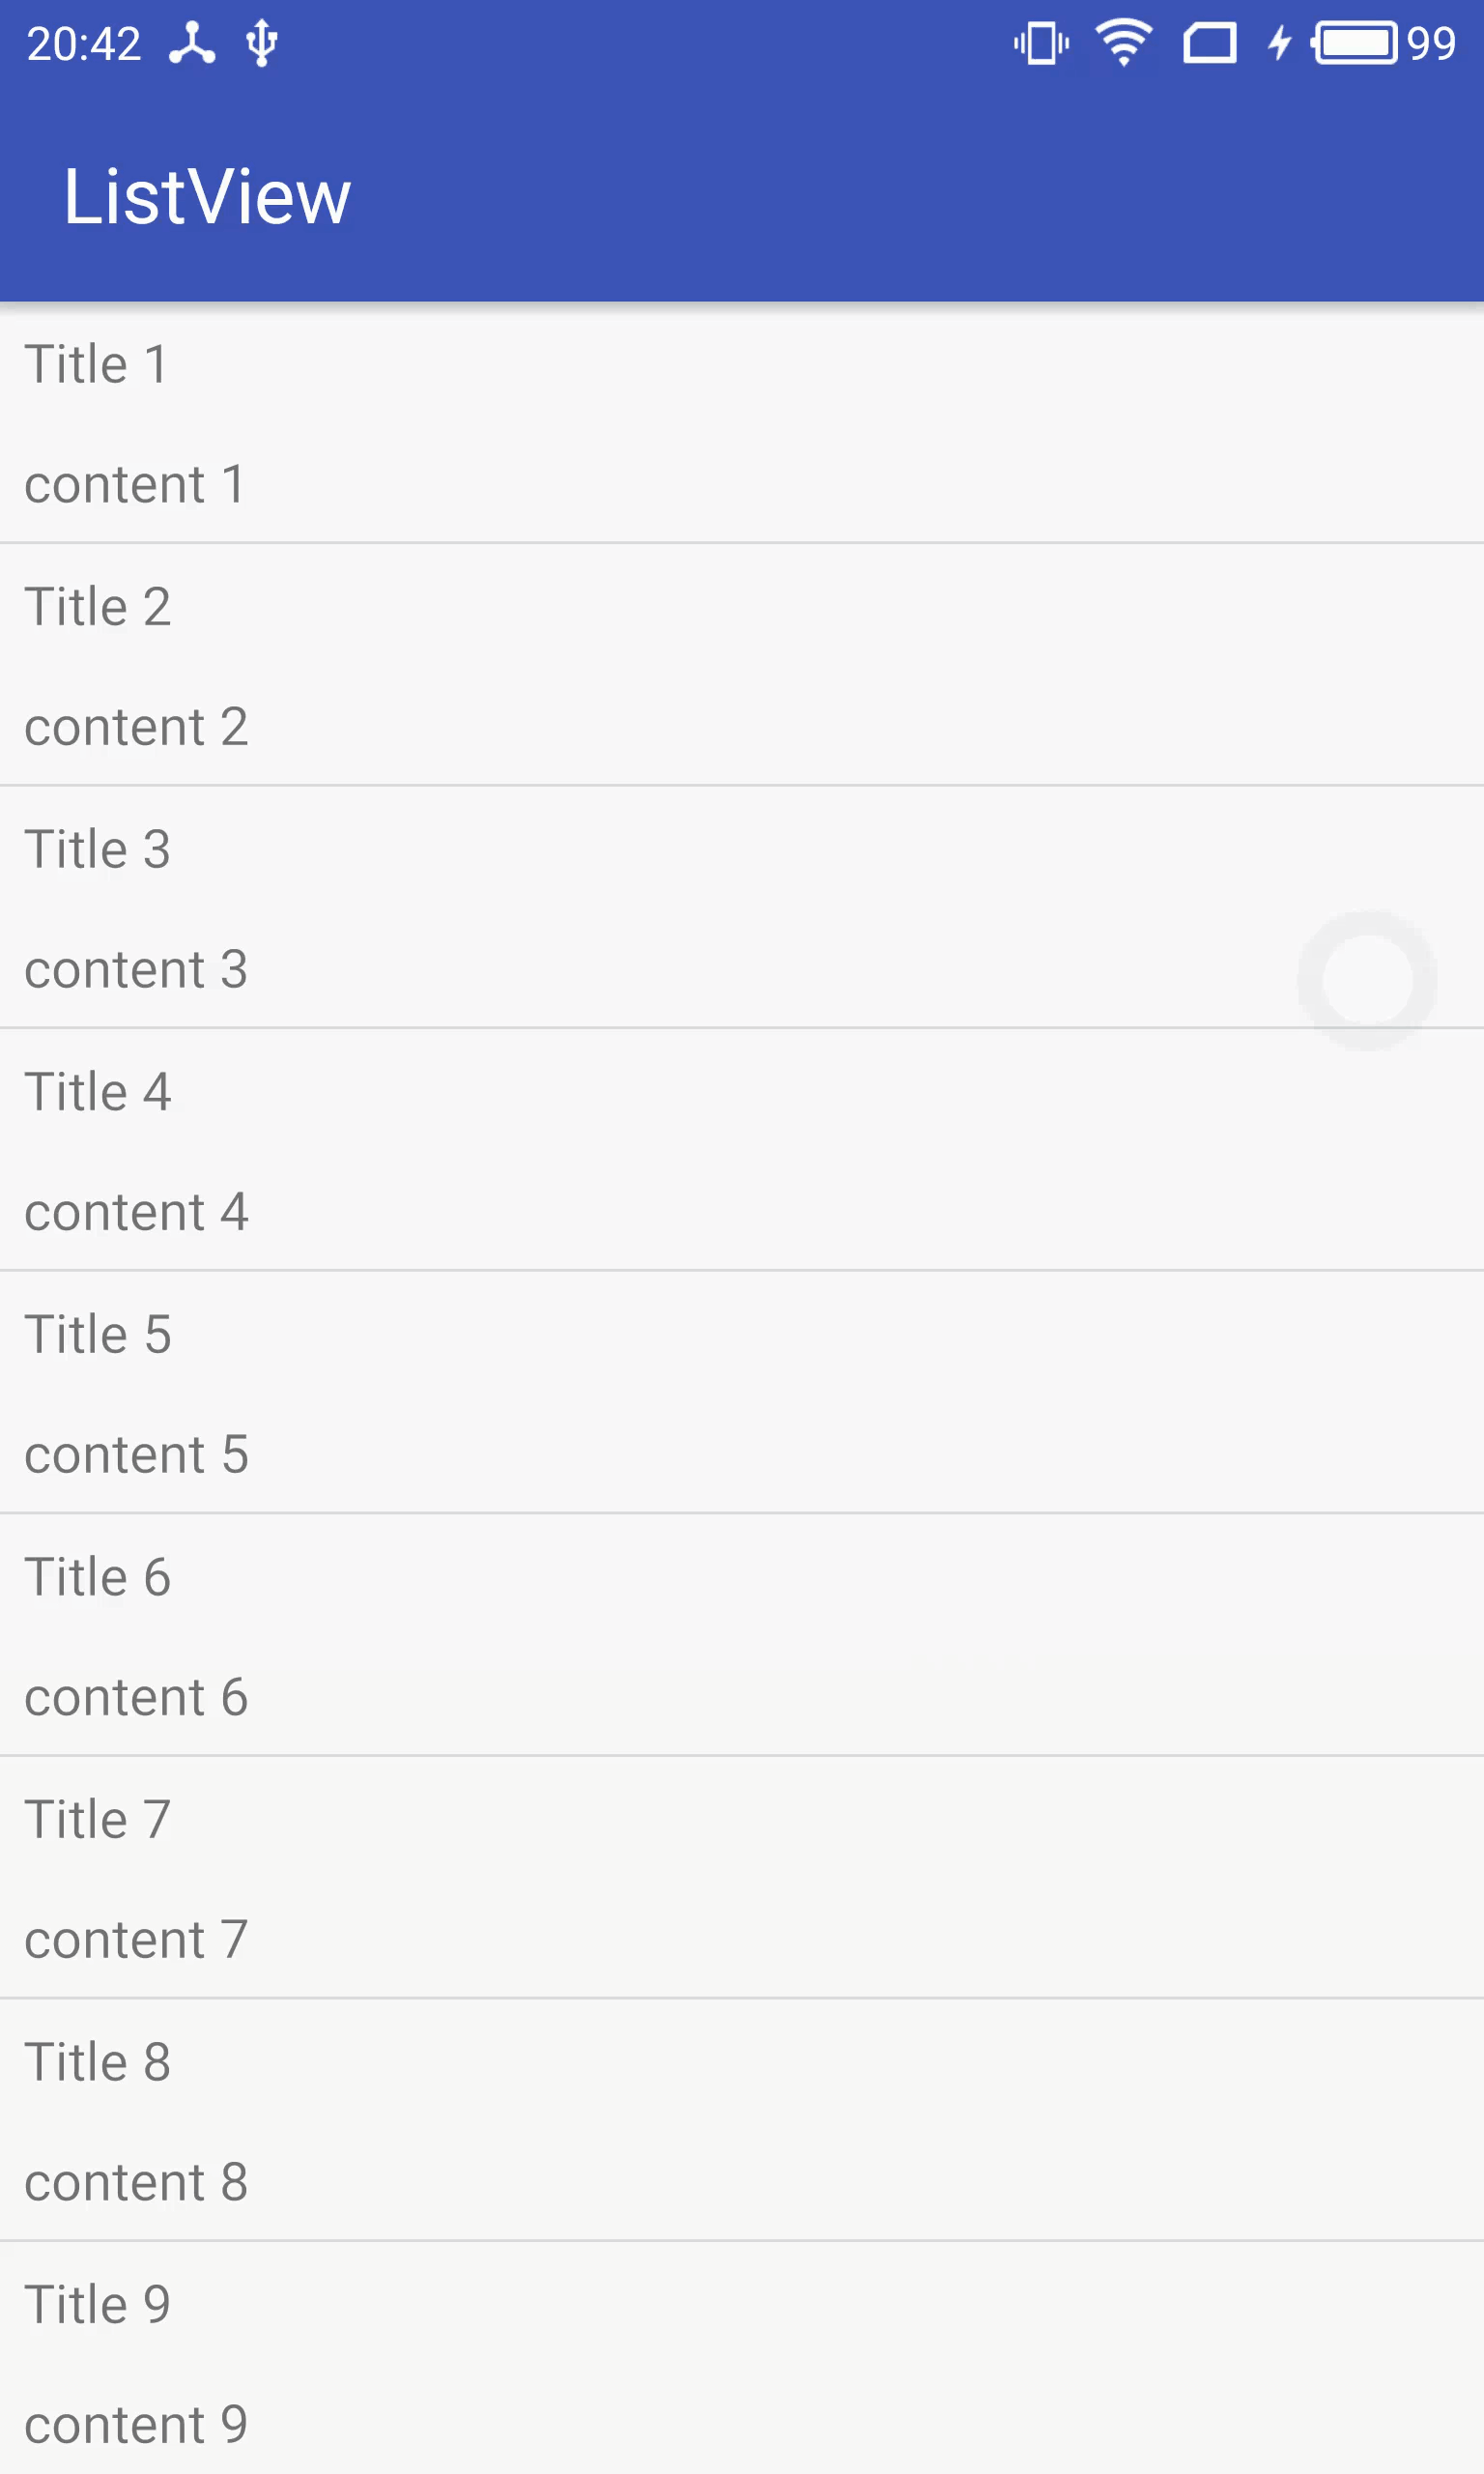 20:42 99
ListView
Title 1
content 1
Title 2
content 2
Title 3
content 3
Title 4
content 4
Title 5
content 5
Title 6
content 6
Title 7
content 7
Title 8
content 8
Title 9
content 9